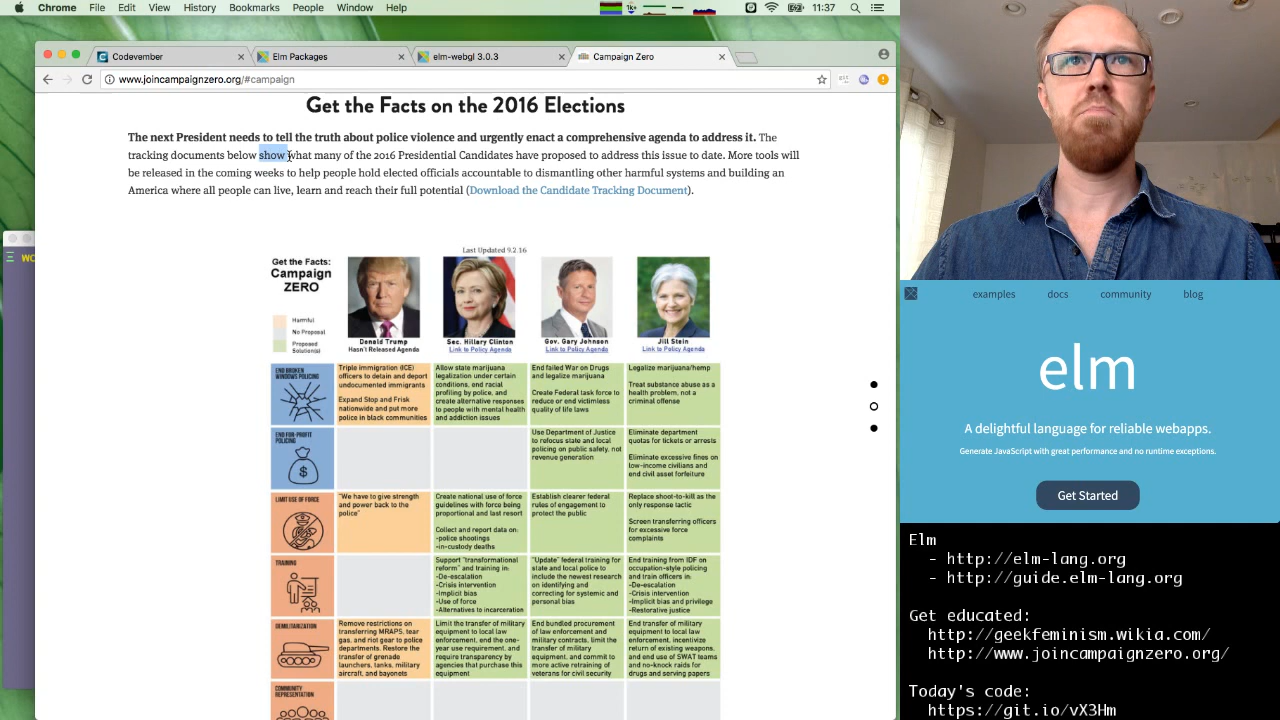 11:37
Codevember
Elm Packages
elm-webgl 3.0.3
Campaign Zero
www.joincampaignzero.org/#campaign
Get the Facts on the 2016 Elections
The next President needs to tell the truth about police violence and urgently enact a comprehensive agenda to address it. The
tracking documents below show what many of the 2016 Presidential Candidates have proposed to address this issue to date. More tools will
be released in the coming weeks to help people hold elected officials accountable to dismantling other harmful systems and building an
America where all people can live, learn and reach their full potential (Download the Candidate Tracking Document).
Last Updated 9.2.16
Get the Facts:
Campaign
ZERO
Harmful
No Proposal
Proposed
Solution(s)
Donald Trump
Hasn't Released Agenda
Sec. Hillary Clinton
Link to Policy Agenda
Gov. Gary Johnson
Link to Policy Agenda
Jill Stein
Link to Policy Agenda
END BROKEN
WINDOWS POLICING
Triple immigration (ICE)
officers to detain and deport
undocumented immigrants
Expand Stop and Frisk
nationwide and put more
police in black communities
Allow state marijuana
legalization under certain
conditions, end racial
profiling by police, and
create alternative responses
to people with mental health
and addiction issues
End failed War on Drugs
and legalize marijuana
Create Federal task force to
reduce or end victimless
quality of life laws
Legalize marijuana/hemp
Treat substance abuse as a
health problem, not a
criminal offense
END FOR-PROFIT
POLICING
Use Department of Justice
to refocus state and local
policing on public safety, not
revenue generation
Eliminate department
quotas for tickets or arrests
Eliminate excessive fines on
low-income civilians and
end civil asset forfeiture
LIMIT USE OF FORCE
"We have to give strength
and power back to the
police"
Create national use of force
guidelines with force being
proportional and last resort
Collect and report data on:
-police shootings
-in-custody deaths
Establish clearer federal
rules of engagement to
protect the public
Replace shoot-to-kill as the
only response tactic
Screen transferring officers
for excessive force
complaints
TRAINING
Support "transformational
reform" and training in:
-De-escalation
-Crisis intervention
-Implicit bias
-Use of force
-Alternatives to incarceration
"Update" federal training for
state and local police to
include the newest research
on identifying and
correcting for systemic and
personal bias
End training from IDF on
occupation-style policing
and train officers in:
-De-escalation
-Crisis intervention
-Implicit bias and privilege
-Restorative justice
DEMILITARIZATION
Remove restrictions on
transferring MRAPS, tear
gas, and riot gear to police
departments. Restore the
transfer of grenade
launchers, tanks, military
aircraft, and bayonets
Limit the transfer of military
equipment to local law
enforcement, end the one-
year use requirement, and
require transparency by
agencies that purchase this
equipment
End bundled procurement
of law enforcement and
military contracts, limit the
transfer of military
equipment, and commit to
more active retraining of
veterans for civil security
End transfer of military
equipment to local law
enforcement, incentivize
return of existing weapons,
and end use of SWAT teams
and no-knock raids for
drugs and serving papers
COMMUNITY
REPRESENTATION
examples
docs
community
blog
elm
A delightful language for reliable webapps.
Generate JavaScript with great performance and no runtime exceptions.
Get Started
Elm
- http://elm-lang.org
- http://guide.elm-lang.org
Get educated:
http://geekfeminism.wikia.com/
http://www.joincampaignzero.org/
Today's code:
https://git.io/vX3Hm